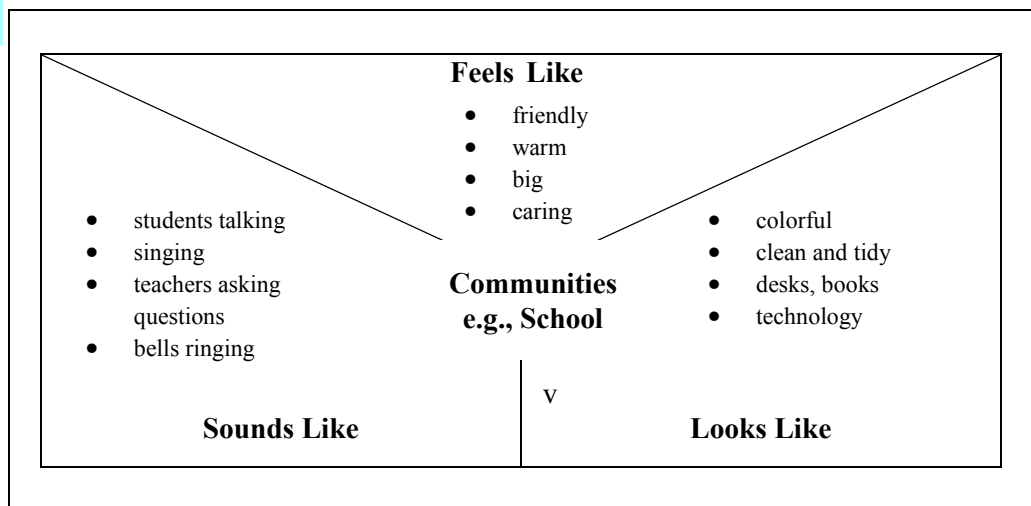 Feels Like
• friendly
• warm
• big
• caring
• students talking
• singing
• teachers asking
questions
• bells ringing
Sounds Like
Communities
e.g., School
• colorful
• clean and tidy
• desks, books
• technology
v
Looks Like